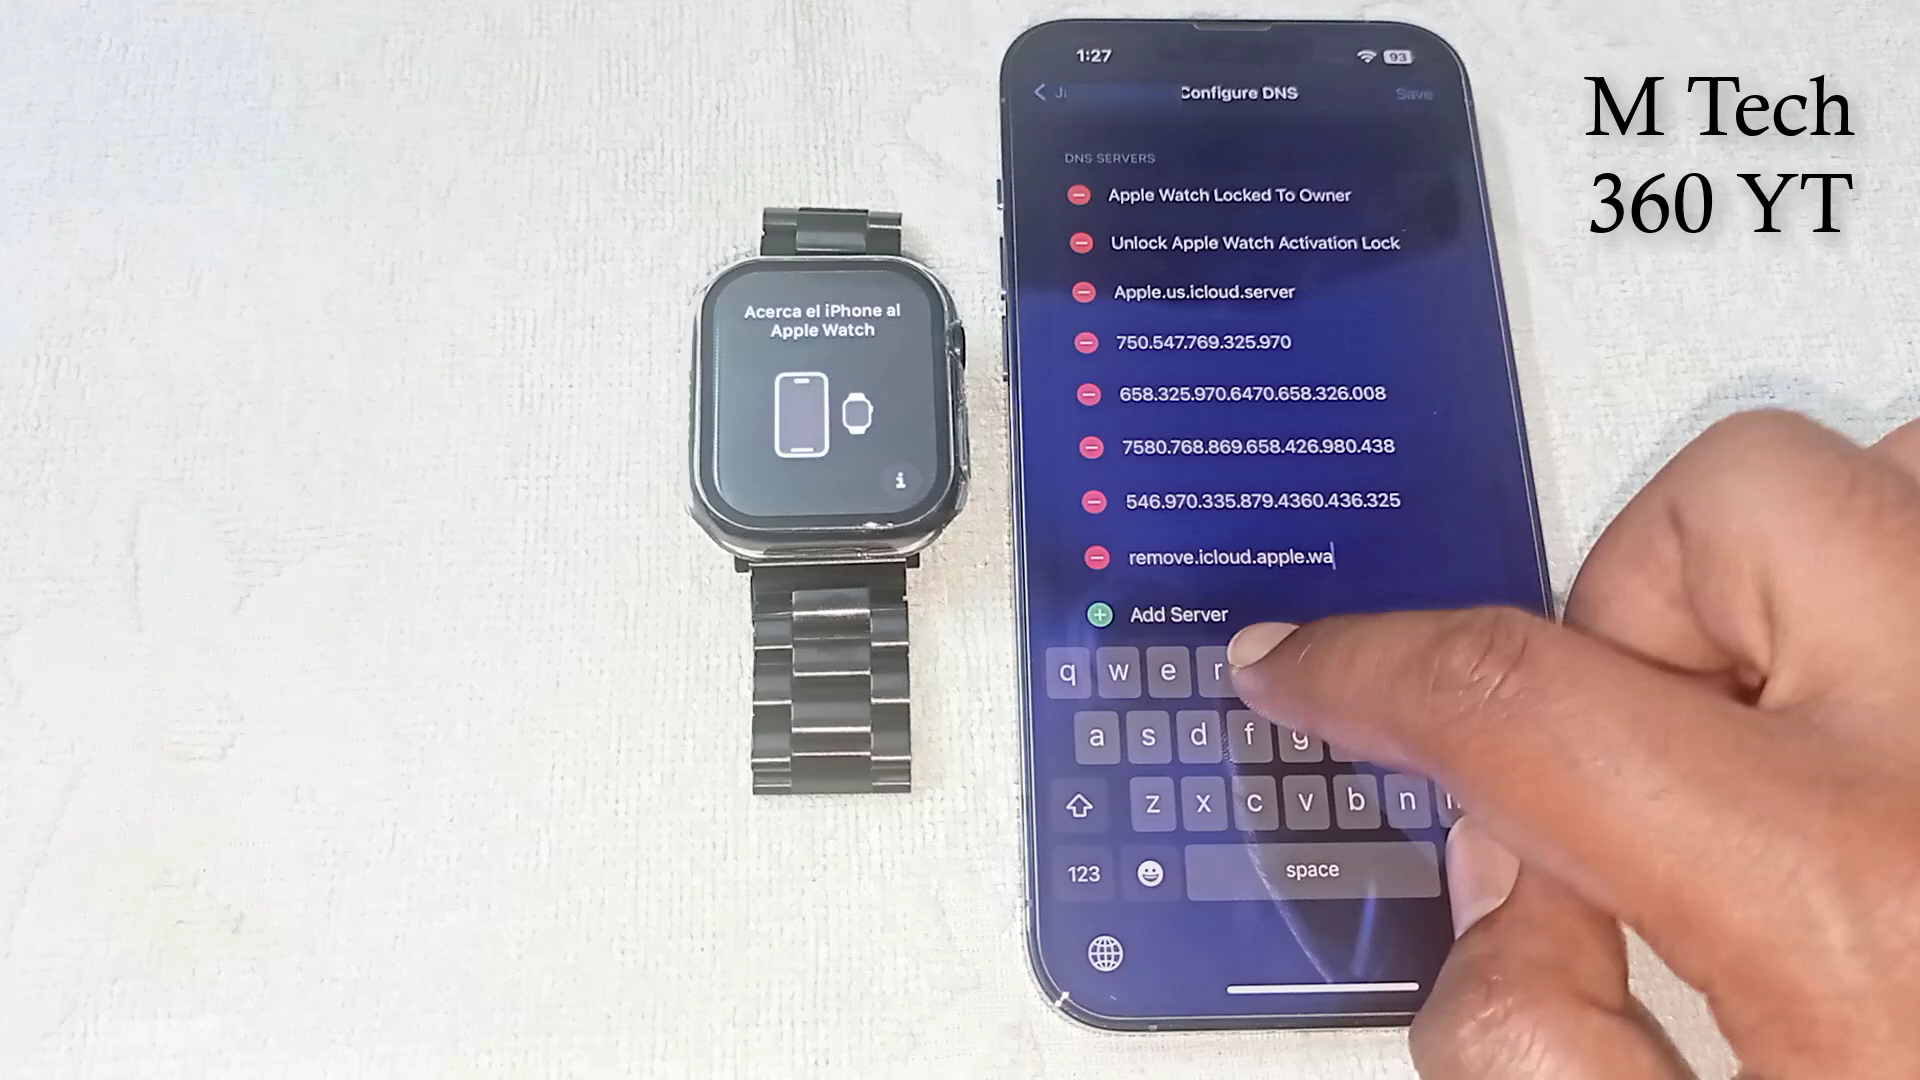 M Tech
360 YT
1:27
93
Configure DNS
Save
DNS SERVERS
Apple Watch Locked To Owner
Unlock Apple Watch Activation Lock
Apple.us.icloud.server
750.547.769.325.970
658.325.970.6470.658.326.008
7580.768.869.658.426.980.438
546.970.335.879.4360.436.325
remove.icloud.apple.wa
Add Server
q w e r
a s d f g
z x c v b n
123
space
Acerca el iPhone al
Apple Watch
i